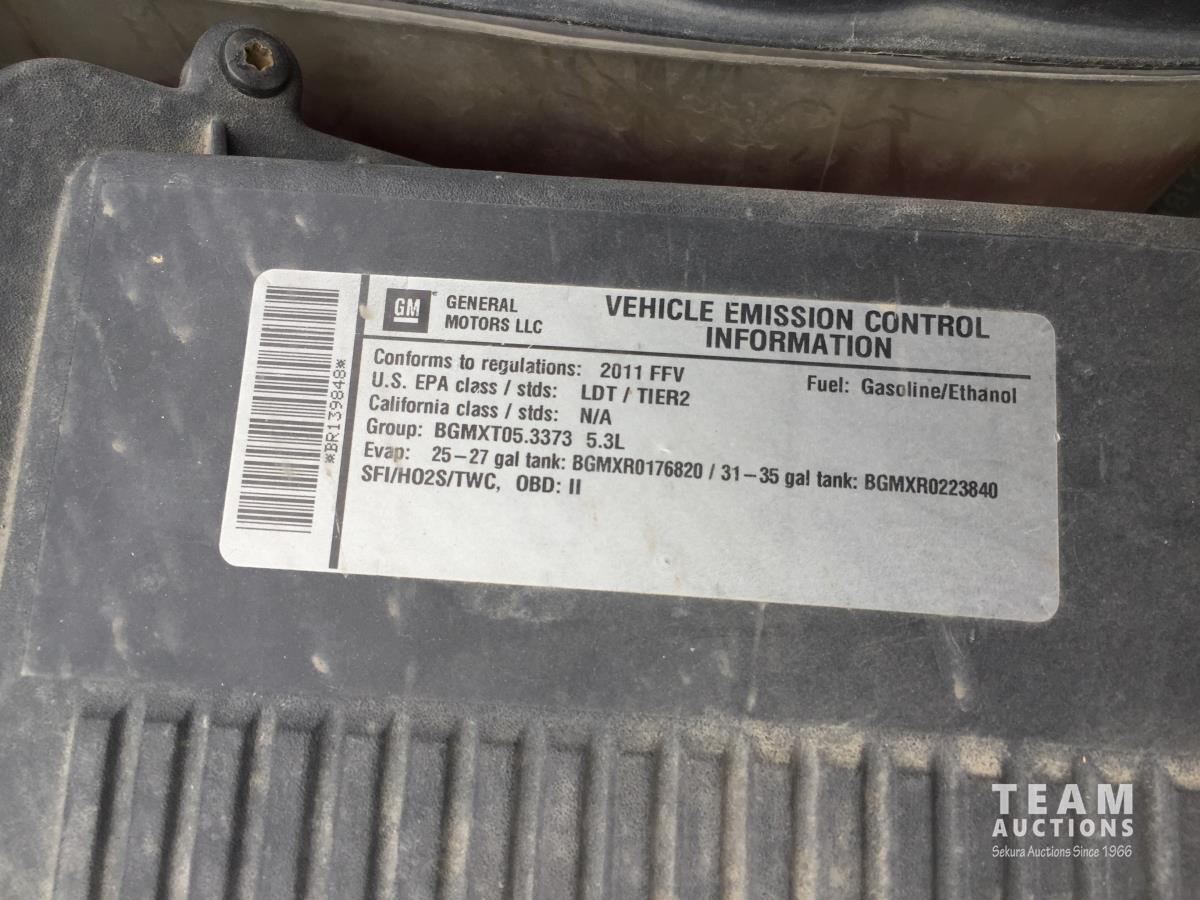 *BR139848*
GM
GENERAL
MOTORS LLC
VEHICLE EMISSION CONTROL
INFORMATION
Conforms to regulations: 2011 FFV
Fuel: Gasoline/Ethanol
U.S. EPA class / stds: LDT / TIER2
California class / stds: N/A
Group: BGMXT05.3373 5.3L
Evap: 25-27 gal tank: BGMXR0176820 / 31-35 gal tank: BGMXR0223840
SFI/HO2S/TWC, OBD: II
TEAM
AUCTIONS
Sekura Auctions Since 1966